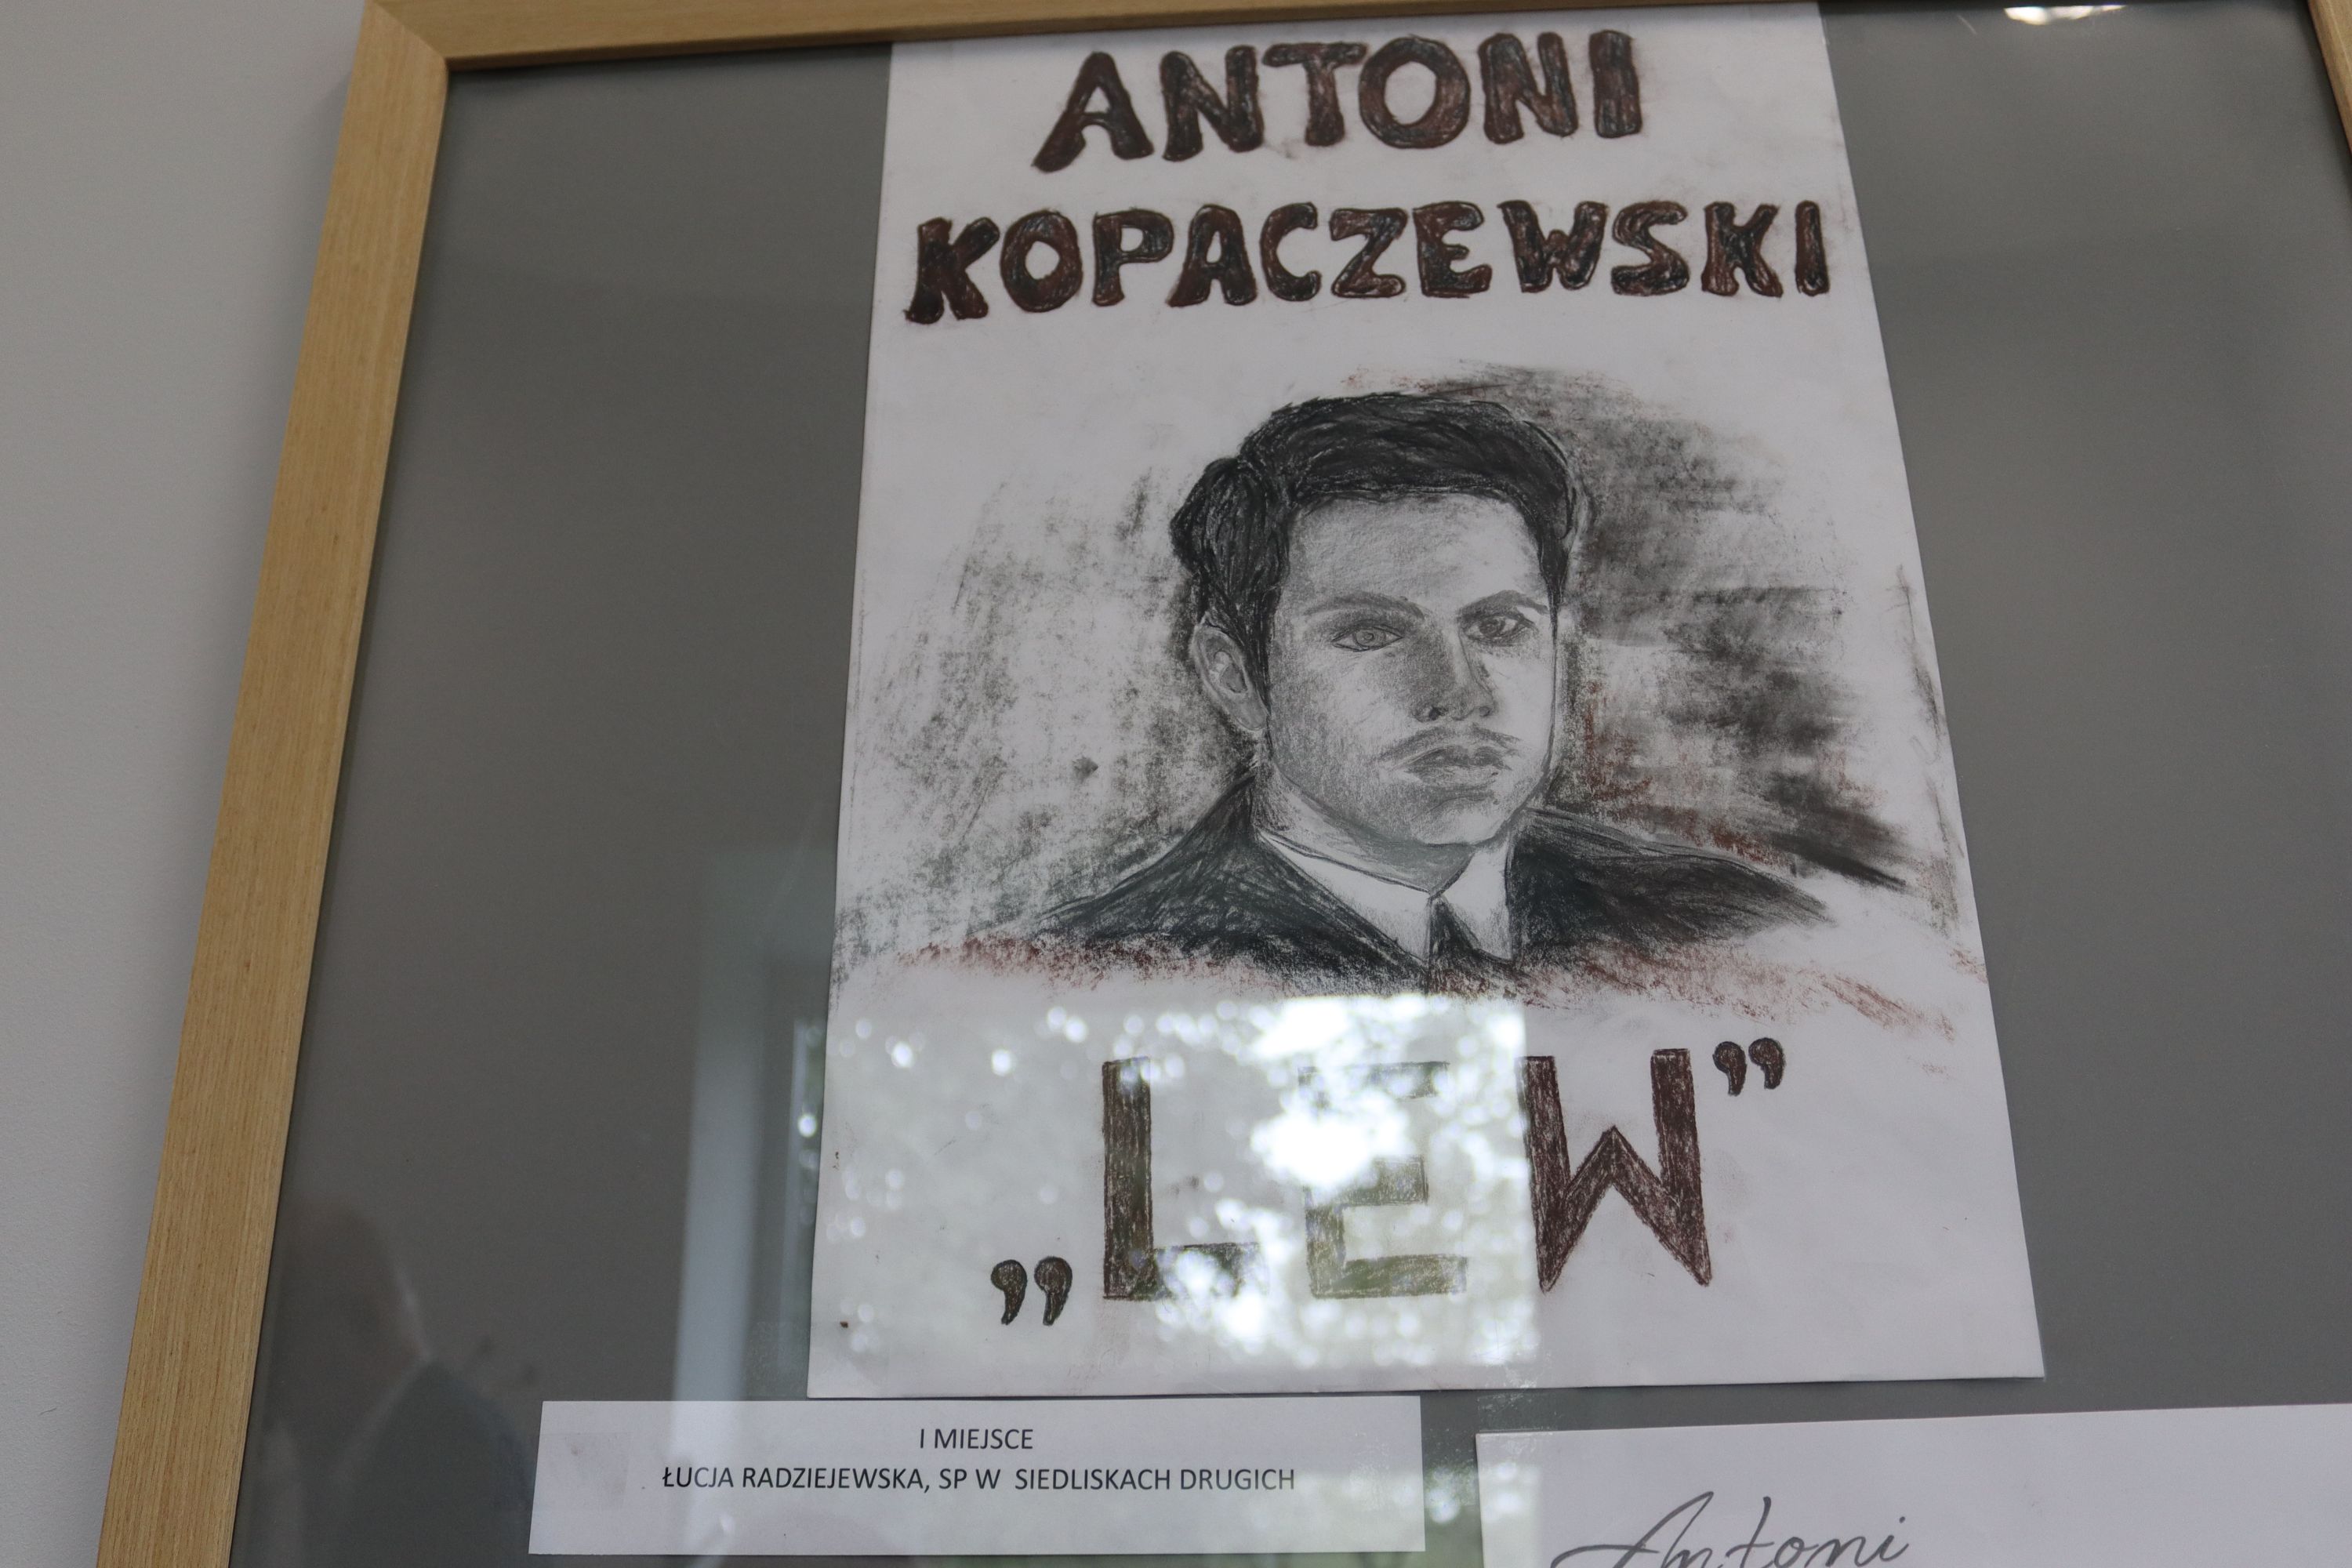 ANTONI
KOPACZEWSKI
„LEW”
I MIEJSCE
ŁUCJA RADZIEJEWSKA, SP W SIEDLISKACH DRUGICH
Antoni